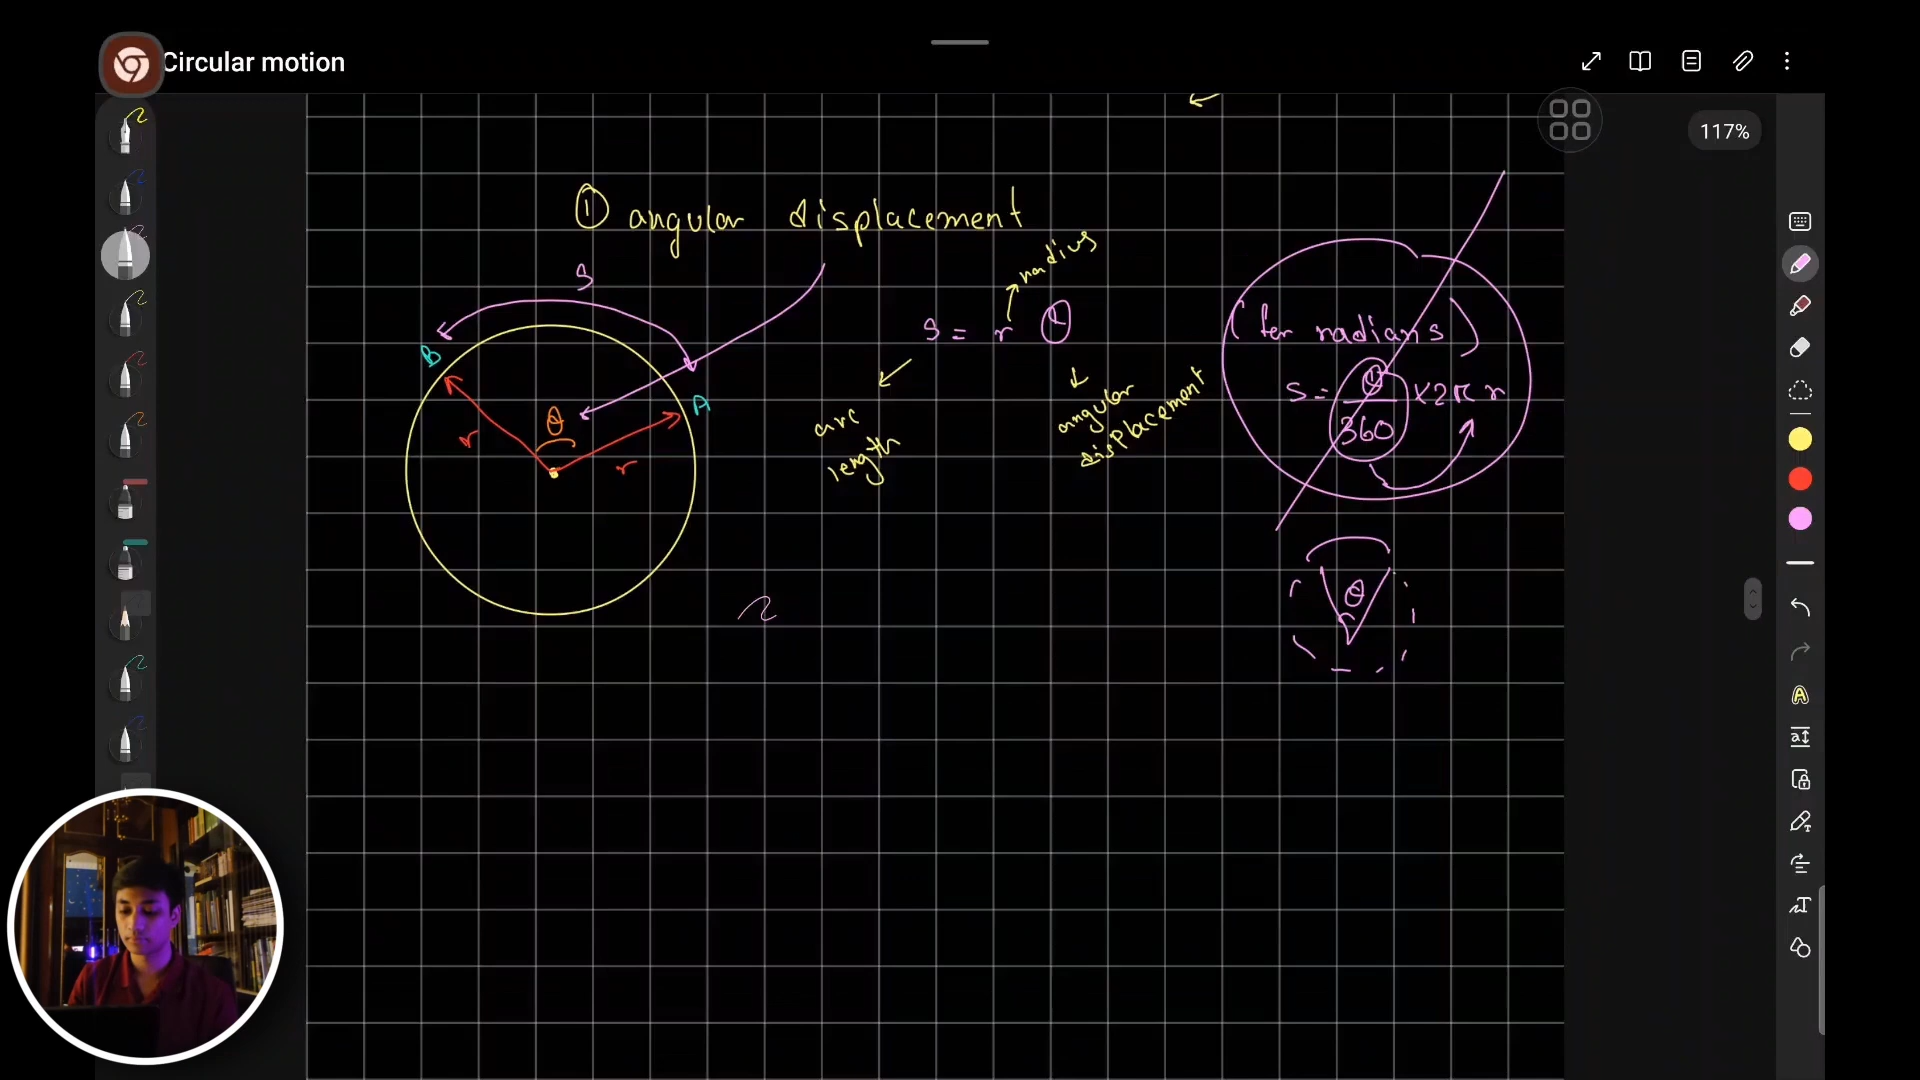 Circular motion
117%
① angular displacement
radius
S
s = r θ
(for radians)
B
s = θ/360 × 2π r
A
θ
angular
displacement
arc
length
r
r
θ
r